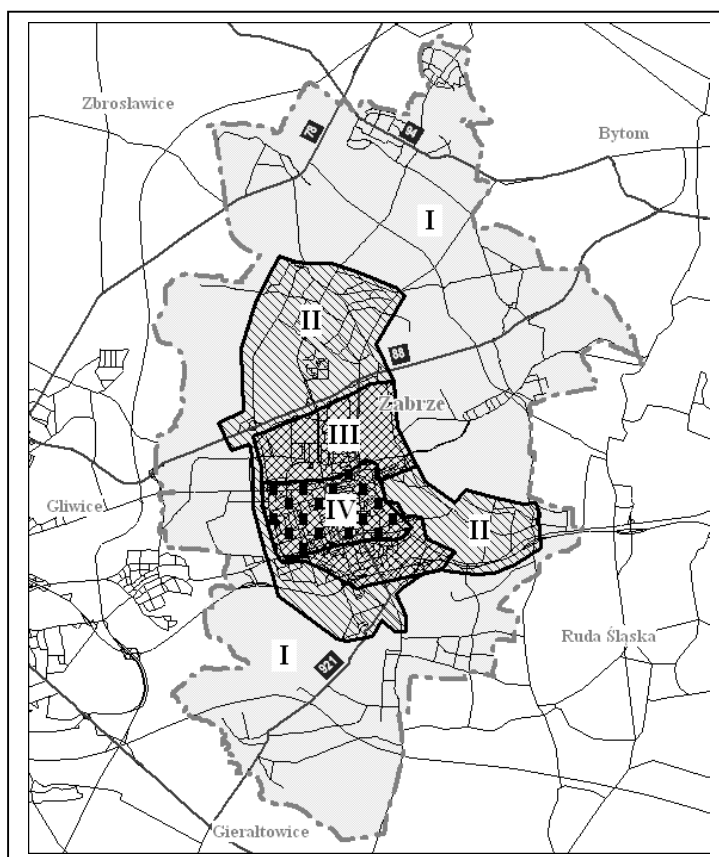 Zbrosławice
78
94
Bytom
I
II
88
Zabrze
III
Gliwice
IV
II
Ruda Śląska
I
921
Gierałtowice